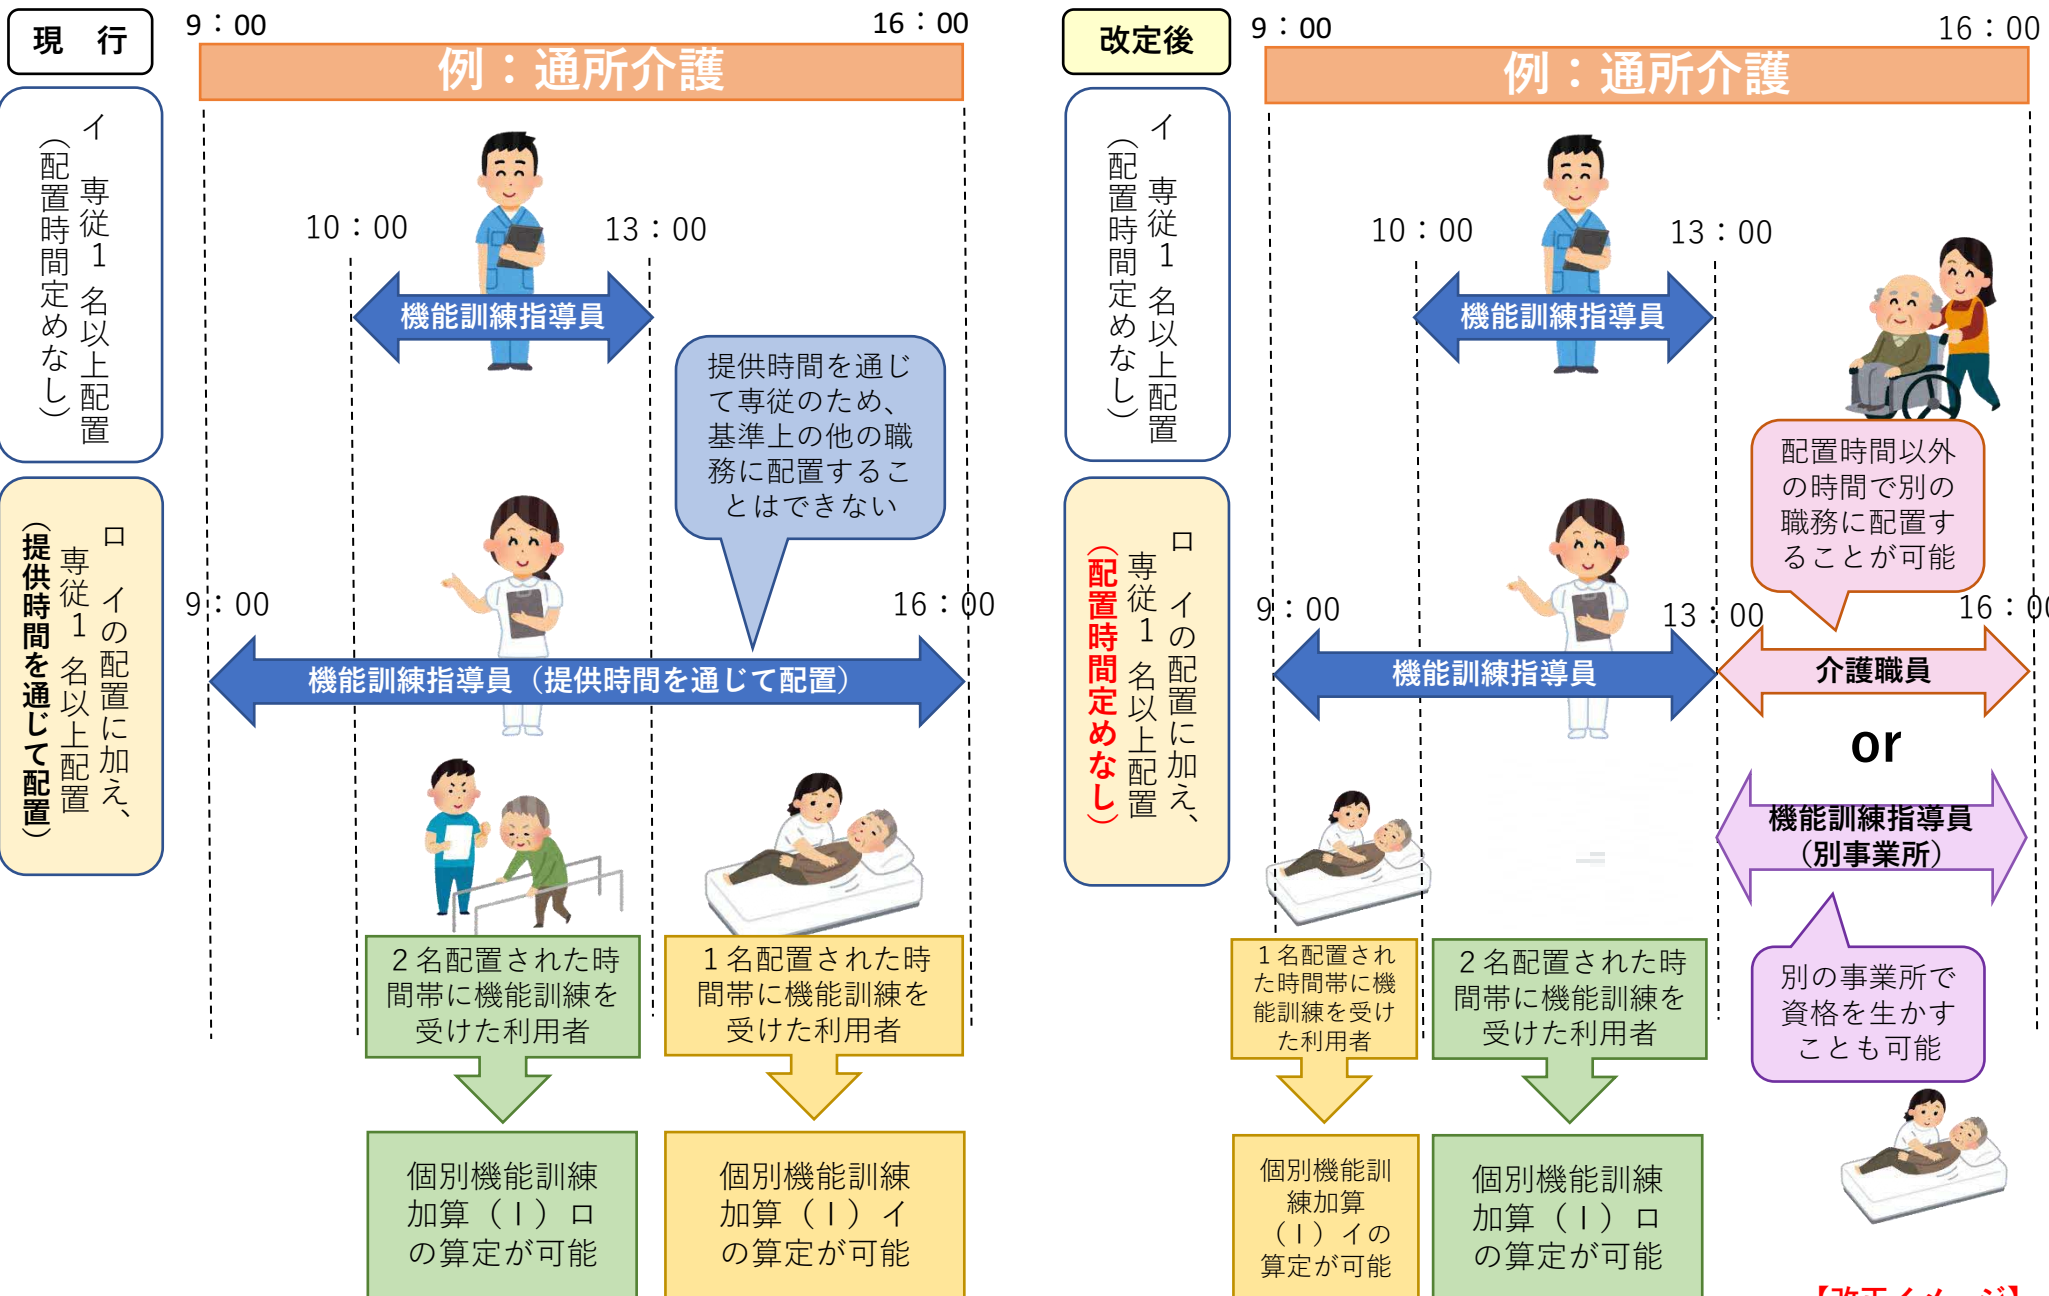 現　行
9：00
16：00
例：通所介護
イ　専従１名以上配置
（配置時間定めなし）
10：00
13：00
機能訓練指導員
提供時間を通じ
て専従のため、
基準上の他の職
務に配置するこ
とはできない
ロ　イの配置に加え、
専従１名以上配置
（提供時間を通じて配置）
9：00
16：00
機能訓練指導員（提供時間を通じて配置）
２名配置された時
間帯に機能訓練を
受けた利用者
１名配置された時
間帯に機能訓練を
受けた利用者
個別機能訓練
加算（Ⅰ）ロ
の算定が可能
個別機能訓練
加算（Ⅰ）イ
の算定が可能
改定後
9：00
16：00
例：通所介護
イ　専従１名以上配置
（配置時間定めなし）
10：00
13：00
機能訓練指導員
配置時間以外
の時間で別の
職務に配置す
ることが可能
ロ　イの配置に加え、
専従１名以上配置
（配置時間定めなし）
9：00
13：00
16：00
機能訓練指導員
介護職員
or
機能訓練指導員
（別事業所）
別の事業所で
資格を生かす
ことも可能
１名配置され
た時間帯に機
能訓練を受け
た利用者
２名配置された時
間帯に機能訓練を
受けた利用者
個別機能訓
練加算
（Ⅰ）イの
算定が可能
個別機能訓練
加算（Ⅰ）ロ
の算定が可能
【改正イメージ】